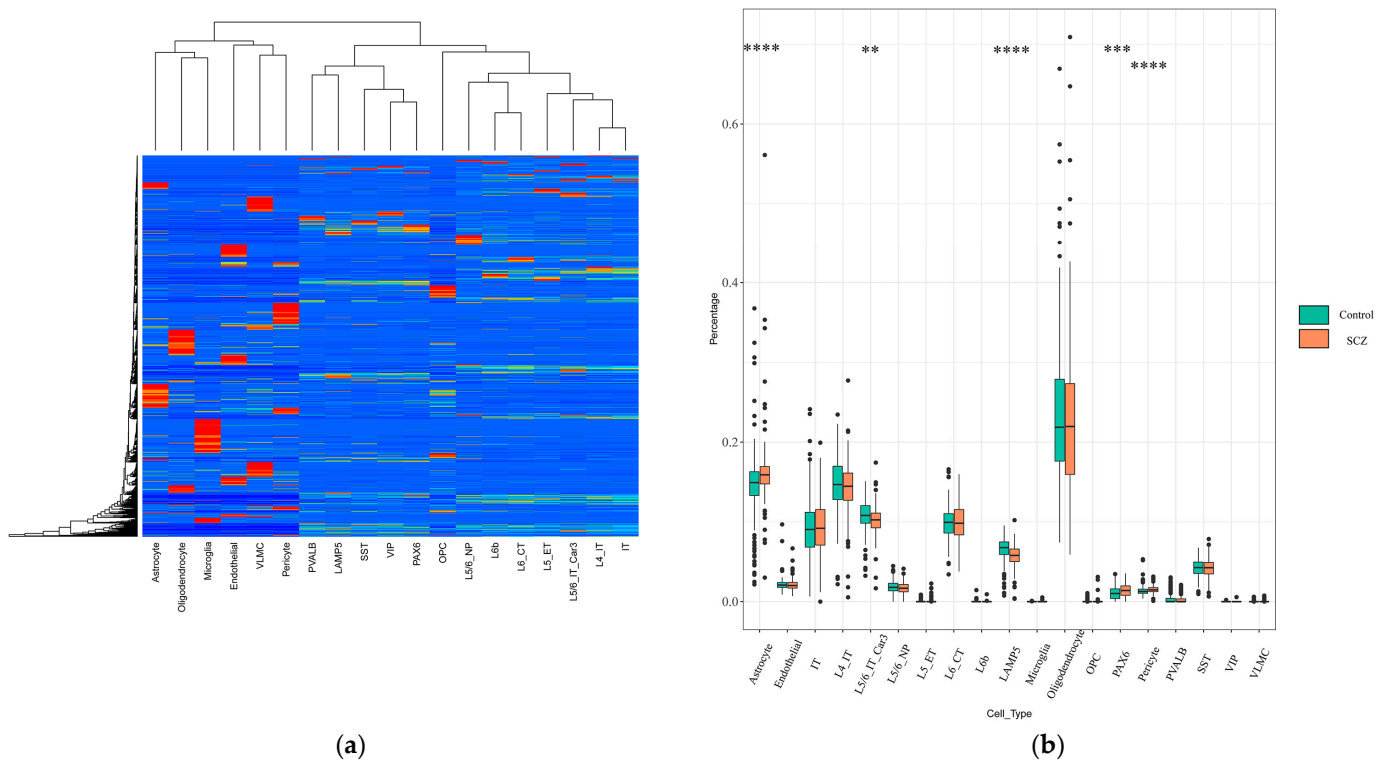 Astrocyte
Oligodendrocyte
Microglia
Endothelial
VLMC
Pericyte
PVALB
LAMP5
SST
VIP
PAX6
OPC
L5/6_NP
L6b
L6_CT
L5_ET
L5/6_IT_Car3
L4_IT
IT
(a)
**** ** **** *** ****
Percentage
0.6
0.4
0.2
0.0
Astrocyte
Endothelial
IT
L4_IT
L5/6_IT_Car3
L5/6_NP
L5_ET
L6_CT
L6b
LAMP5
Microglia
Oligodendrocyte
OPC
PAX6
Pericyte
PVALB
SST
VIP
VLMC
Cell_Type
Control
SCZ
(b)